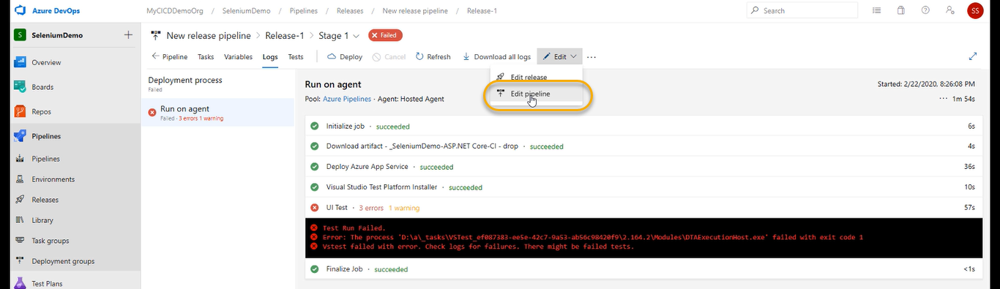 Azure DevOps
MyCICDDemoOrg / SeleniumDemo / Pipelines / Releases / New release pipeline / Release-1
Search
SS
S SeleniumDemo +
Overview
Boards
Repos
Pipelines
Pipelines
Environments
Releases
Library
Task groups
Deployment groups
Test Plans
New release pipeline > Release-1 > Stage 1 Failed
Pipeline Tasks Variables Logs Tests Deploy Cancel Refresh Download all logs Edit ...
Edit release
Edit pipeline
Deployment process
Failed
Run on agent
Failed · 3 errors 1 warning
Run on agent
Pool: Azure Pipelines · Agent: Hosted Agent
Started: 2/22/2020, 8:26:08 PM
... 1m 54s
Initialize job · succeeded 6s
Download artifact - _SeleniumDemo-ASP.NET Core-CI - drop · succeeded 4s
Deploy Azure App Service · succeeded 36s
Visual Studio Test Platform Installer · succeeded 10s
UI Test · 3 errors 1 warning 57s
Test Run Failed.
Error: The process 'D:\a\_tasks\VSTest_ef087383-ee5e-42c7-9a53-ab56c98420f9\2.164.2\Modules\DTAExecutionHost.exe' failed with exit code 1
Vstest failed with error. Check logs for failures. There might be failed tests.
Finalize Job · succeeded <1s